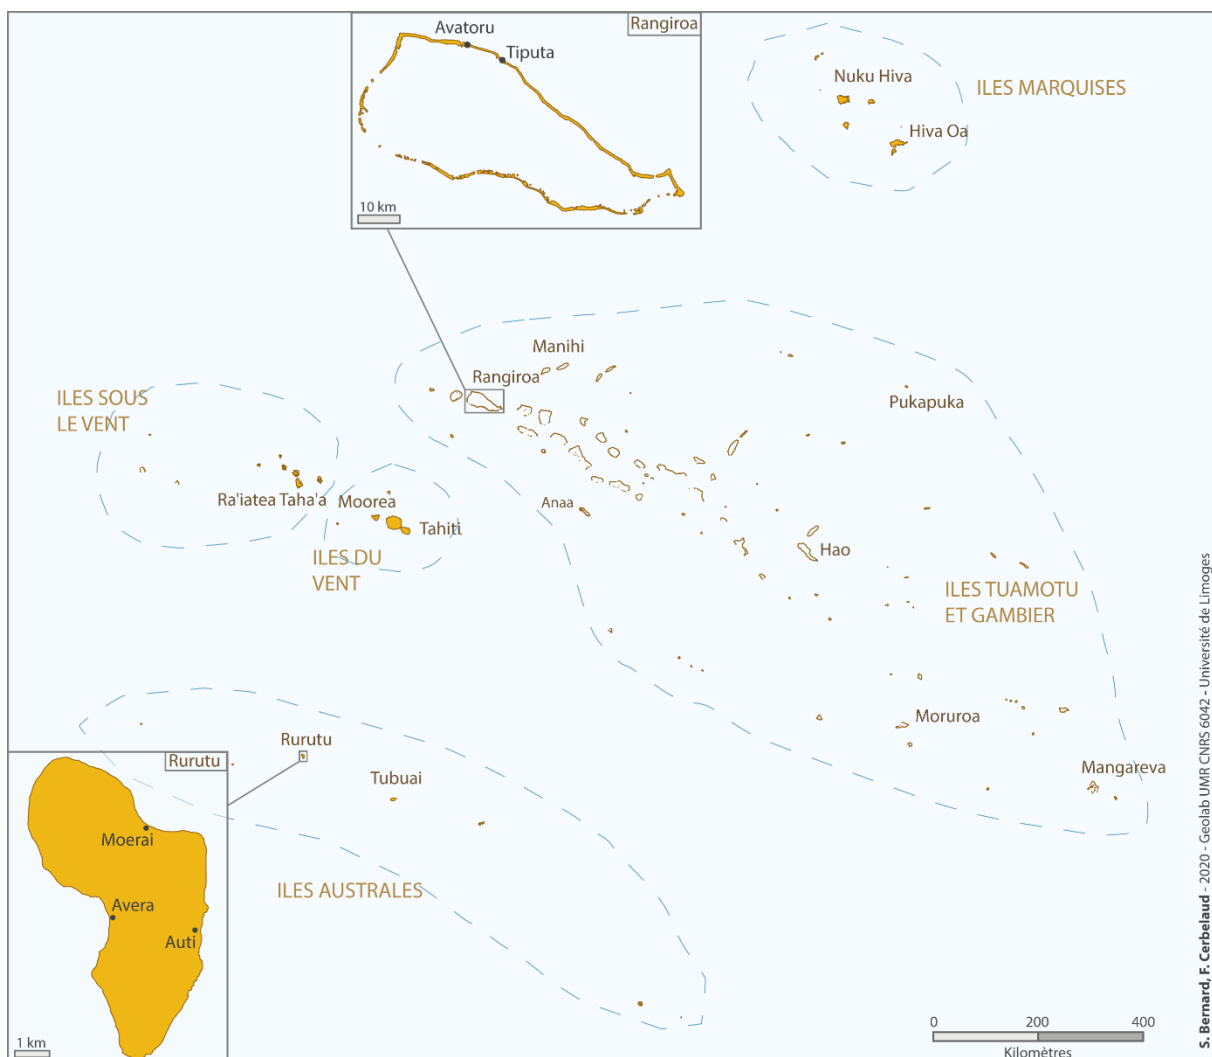 Rangiroa
Avatoru
Tiputa
10 km
Nuku Hiva
Hiva Oa
ILES MARQUISES
Manihi
Rangiroa
Pukapuka
ILES SOUS
LE VENT
Ra'iatea Taha'a
Moorea
Tahiti
ILES DU
VENT
Anaa
Hao
ILES TUAMOTU
ET GAMBIER
Moruroa
Mangareva
Rurutu
Tubuai
ILES AUSTRALES
Rurutu
Moerai
Avera
Auti
1 km
0 200 400
Kilomètres
S. Bernard, F. Cerbelaud - 2020 - Geolab UMR CNRS 6042 - Université de Limoges